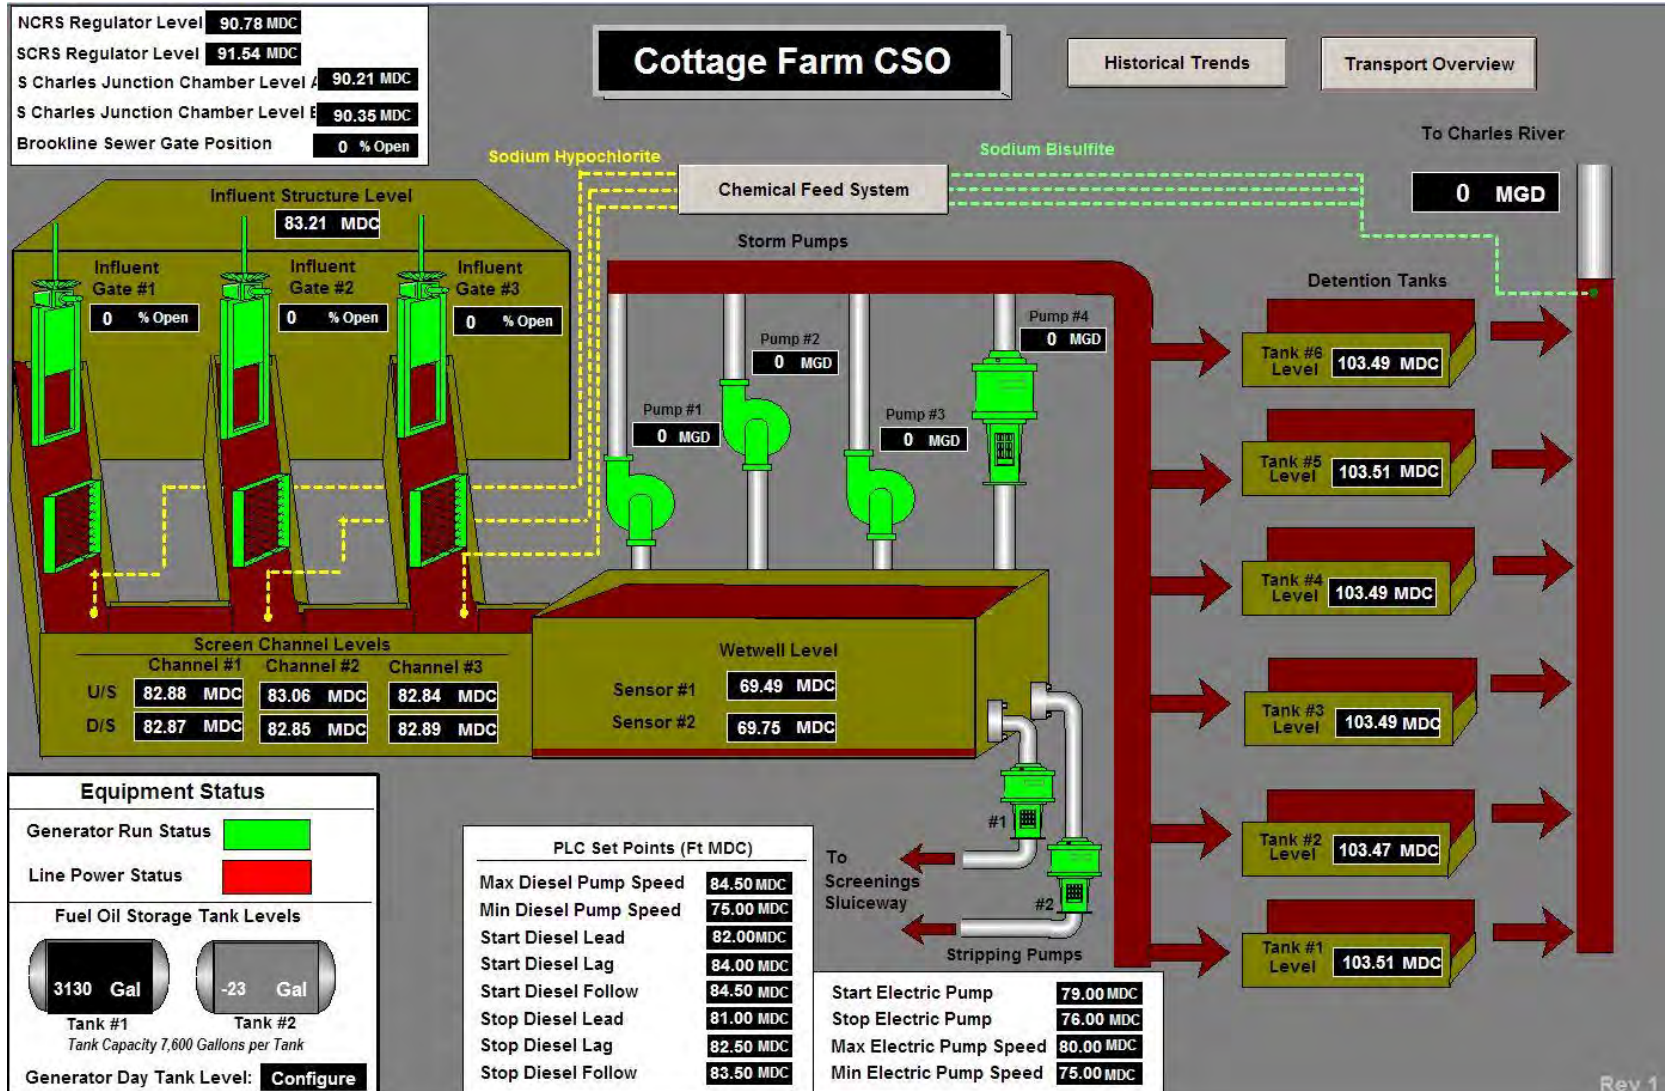 NCRS Regulator Level 90.78 MDC
SCRS Regulator Level 91.54 MDC
S Charles Junction Chamber Level 90.21 MDC
S Charles Junction Chamber Level 90.35 MDC
Brookline Sewer Gate Position 0 % Open
Cottage Farm CSO
Historical Trends
Transport Overview
To Charles River
0 MGD
Sodium Hypochlorite
Chemical Feed System
Sodium Bisulfite
Influent Structure Level
83.21 MDC
Influent Gate #1
0 % Open
Influent Gate #2
0 % Open
Influent Gate #3
0 % Open
Storm Pumps
Pump #1
0 MGD
Pump #2
0 MGD
Pump #3
0 MGD
Pump #4
0 MGD
Detention Tanks
Tank #6 Level 103.49 MDC
Tank #5 Level 103.51 MDC
Tank #4 Level 103.49 MDC
Tank #3 Level 103.49 MDC
Tank #2 Level 103.47 MDC
Tank #1 Level 103.51 MDC
Screen Channel Levels
Channel #1 Channel #2 Channel #3
U/S 82.88 MDC 83.06 MDC 82.84 MDC
D/S 82.87 MDC 82.85 MDC 82.89 MDC
Wetwell Level
Sensor #1 69.49 MDC
Sensor #2 69.75 MDC
#1
#2
To
Screenings
Sluiceway
Stripping Pumps
Equipment Status
Generator Run Status
Line Power Status
Fuel Oil Storage Tank Levels
3130 Gal
-23 Gal
Tank #1
Tank #2
Tank Capacity 7,600 Gallons per Tank
Generator Day Tank Level: Configure
PLC Set Points (Ft MDC)
Max Diesel Pump Speed 84.50 MDC
Min Diesel Pump Speed 75.00 MDC
Start Diesel Lead 82.00MDC
Start Diesel Lag 84.00 MDC
Start Diesel Follow 84.50 MDC
Stop Diesel Lead 81.00 MDC
Stop Diesel Lag 82.50 MDC
Stop Diesel Follow 83.50 MDC
Start Electric Pump 79.00 MDC
Stop Electric Pump 76.00 MDC
Max Electric Pump Speed 80.00 MDC
Min Electric Pump Speed 75.00 MDC
Rev 1